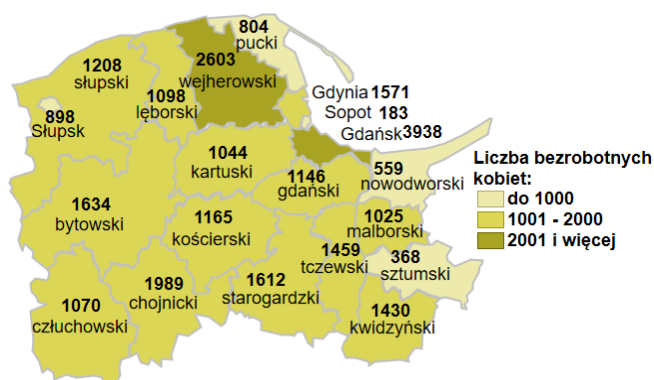 804
pucki
2603
wejherowski
1208
słupski
1098
lęborski
898
Słupsk
Gdynia 1571
Sopot 183
Gdańsk 3938
1044
kartuski
1146
gdański
559
nowodworski
1634
bytowski
1165
kościerski
1025
malborski
1459
tczewski
368
sztumski
1070
człuchowski
1989
chojnicki
1612
starogardzki
1430
kwidzyński
Liczba bezrobotnych
kobiet:
do 1000
1001 - 2000
2001 i więcej